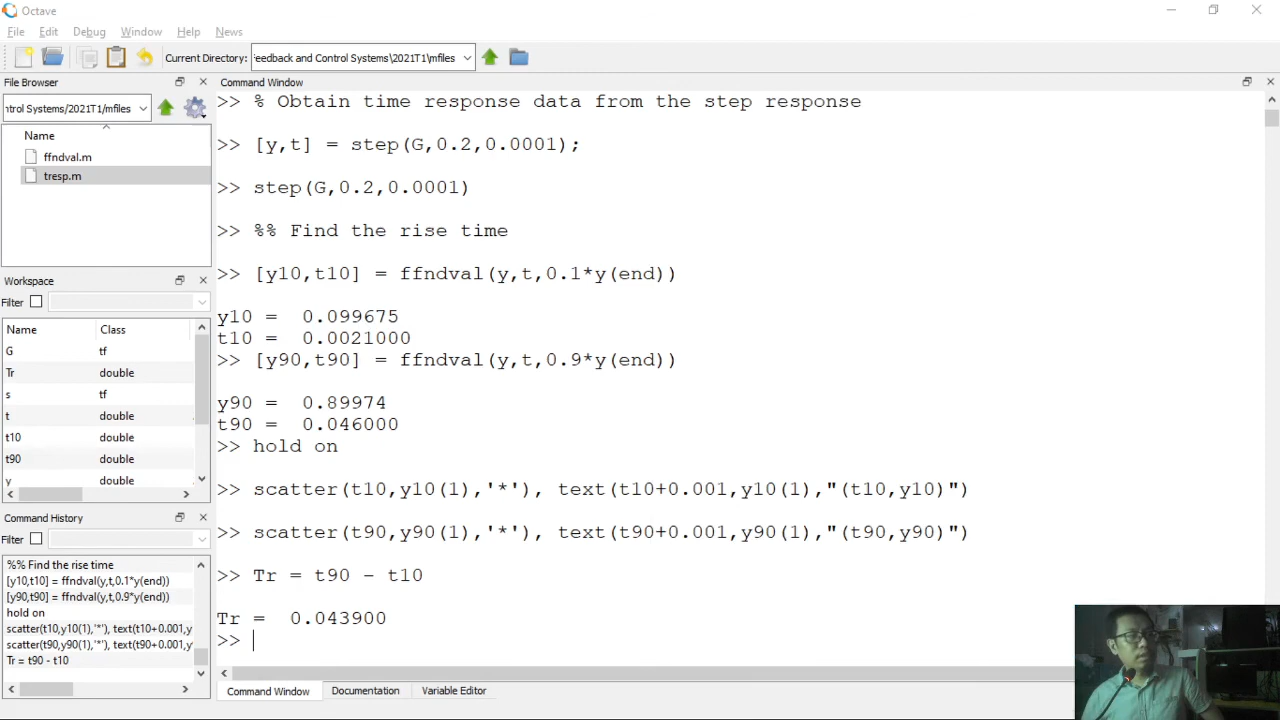 Octave
File Edit Debug Window Help News
Current Directory: Feedback and Control Systems\2021T1\mfiles
File Browser
ntrol Systems/2021T1/mfiles
Name
ffndval.m
tresp.m
Workspace
Filter
Name Class
G tf
Tr double
s tf
t double
t10 double
t90 double
y double
Command History
Filter
%% Find the rise time
[y10,t10] = ffndval(y,t,0.1*y(end))
[y90,t90] = ffndval(y,t,0.9*y(end))
hold on
scatter(t10,y10(1),'*'), text(t10+0.001,y
scatter(t90,y90(1),'*'), text(t90+0.001,y
Tr = t90 - t10
Command Window
>> % Obtain time response data from the step response
>> [y,t] = step(G,0.2,0.0001);
>> step(G,0.2,0.0001)
>> %% Find the rise time
>> [y10,t10] = ffndval(y,t,0.1*y(end))
y10 = 0.099675
t10 = 0.0021000
>> [y90,t90] = ffndval(y,t,0.9*y(end))
y90 = 0.89974
t90 = 0.046000
>> hold on
>> scatter(t10,y10(1),'*'), text(t10+0.001,y10(1),"(t10,y10)")
>> scatter(t90,y90(1),'*'), text(t90+0.001,y90(1),"(t90,y90)")
>> Tr = t90 - t10
Tr = 0.043900
>>
Command Window Documentation Variable Editor